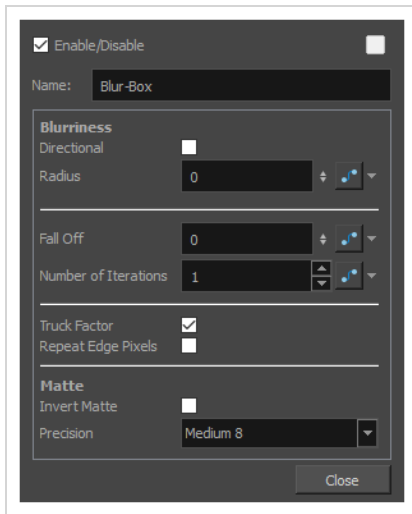 Enable/Disable
Name: Blur-Box
Blurriness
Directional
Radius 0
Fall Off 0
Number of Iterations 1
Truck Factor
Repeat Edge Pixels
Matte
Invert Matte
Precision Medium 8
Close